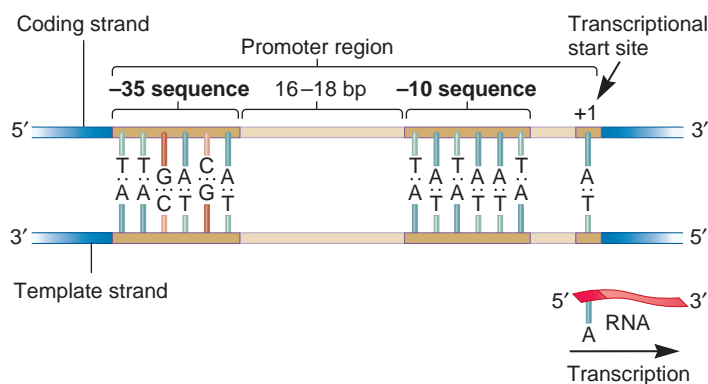 Coding strand
Transcriptional
start site
Promoter region
–35 sequence 16–18 bp –10 sequence
+1
5′ 3′
T T G A C A T A T A A T A
A A C T G T A T A T T A T
3′ 5′
Template strand
5′ 3′
RNA
A
Transcription